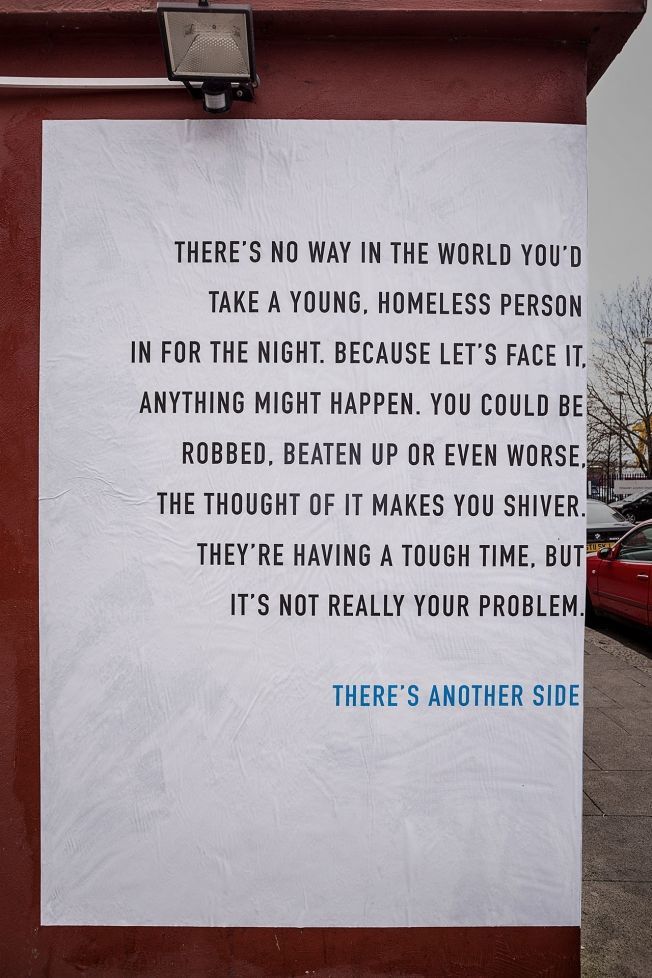 THERE'S NO WAY IN THE WORLD YOU'D
TAKE A YOUNG, HOMELESS PERSON
IN FOR THE NIGHT. BECAUSE LET'S FACE IT,
ANYTHING MIGHT HAPPEN. YOU COULD BE
ROBBED, BEATEN UP OR EVEN WORSE,
THE THOUGHT OF IT MAKES YOU SHIVER.
THEY'RE HAVING A TOUGH TIME, BUT
IT'S NOT REALLY YOUR PROBLEM.
THERE'S ANOTHER SIDE